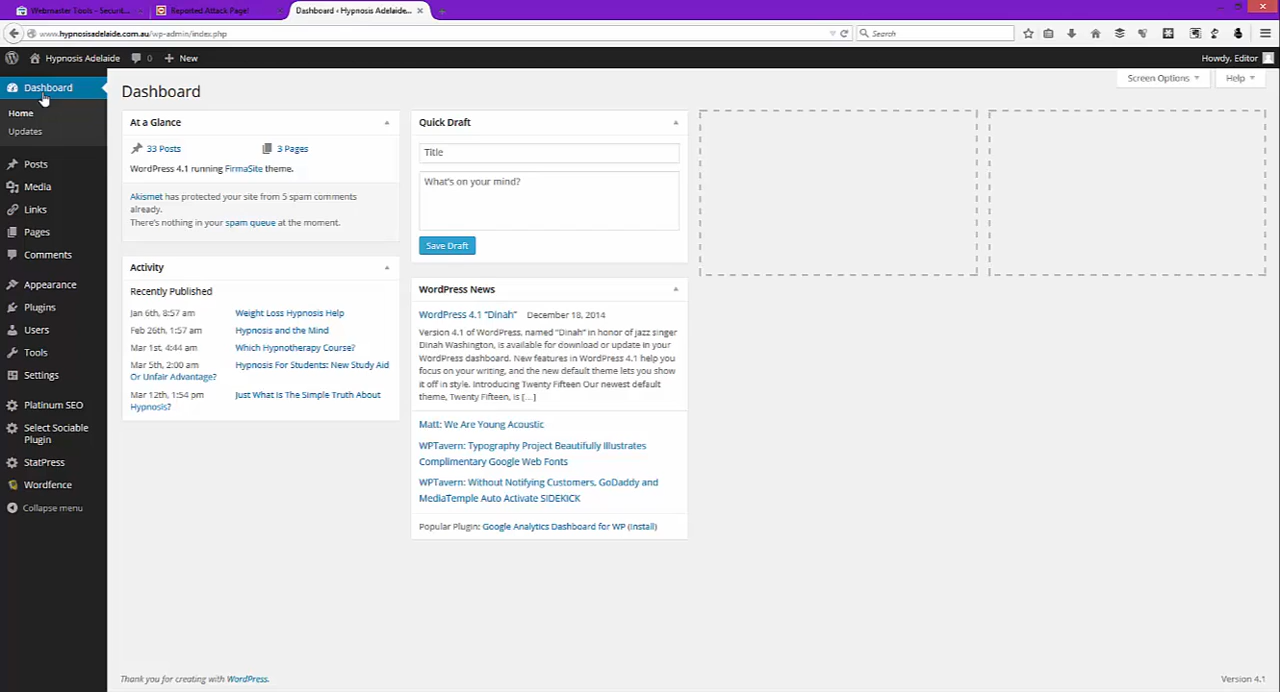 Webmaster Tools - Securit...
Reported Attack Page!
Dashboard ‹ Hypnosis Adelaide...
www.hypnosisadelaide.com.au/wp-admin/index.php
Search
Hypnosis Adelaide
0
New
Howdy, Editor
Dashboard
Home
Updates
Posts
Media
Links
Pages
Comments
Appearance
Plugins
Users
Tools
Settings
Platinum SEO
Select Sociable
Plugin
StatPress
Wordfence
Collapse menu
Screen Options
Help
Dashboard
At a Glance
33 Posts
3 Pages
WordPress 4.1 running FirmaSite theme.
Akismet has protected your site from 5 spam comments
already.
There's nothing in your spam queue at the moment.
Activity
Recently Published
Jan 6th, 8:57 am Weight Loss Hypnosis Help
Feb 26th, 1:57 am Hypnosis and the Mind
Mar 1st, 4:44 am Which Hypnotherapy Course?
Mar 5th, 2:00 am Hypnosis For Students: New Study Aid
Or Unfair Advantage?
Mar 12th, 1:54 pm Just What Is The Simple Truth About
Hypnosis?
Quick Draft
Title
What's on your mind?
Save Draft
WordPress News
WordPress 4.1 "Dinah" December 18, 2014
Version 4.1 of WordPress, named "Dinah" in honor of jazz singer
Dinah Washington, is available for download or update in your
WordPress dashboard. New features in WordPress 4.1 help you
focus on your writing, and the new default theme lets you show
it off in style. Introducing Twenty Fifteen Our newest default
theme, Twenty Fifteen, is [...]
Matt: We Are Young Acoustic
WPTavern: Typography Project Beautifully Illustrates
Complimentary Google Web Fonts
WPTavern: Without Notifying Customers, GoDaddy and
MediaTemple Auto Activate SIDEKICK
Popular Plugin: Google Analytics Dashboard for WP (Install)
Thank you for creating with WordPress.
Version 4.1